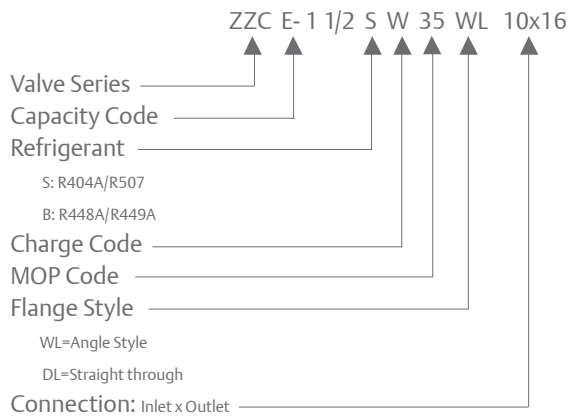 ZZC E- 1 1/2 S W 35 WL 10x16
Valve Series
Capacity Code
Refrigerant
S: R404A/R507
B: R448A/R449A
Charge Code
MOP Code
Flange Style
WL=Angle Style
DL=Straight through
Connection: Inlet x Outlet